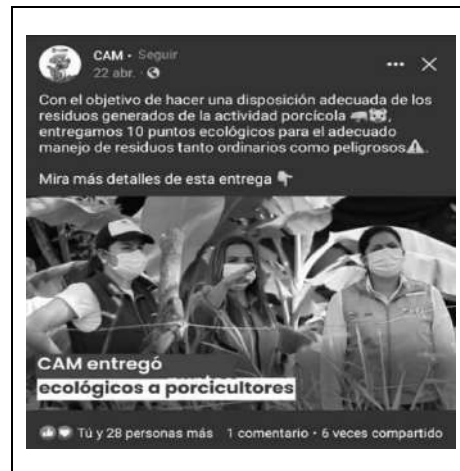 CAM · Seguir
22 abr. ·
Con el objetivo de hacer una disposición adecuada de los
residuos generados de la actividad porcícola 🐖🐷,
entregamos 10 puntos ecológicos para el adecuado
manejo de residuos tanto ordinarios como peligrosos⚠.
Mira más detalles de esta entrega 👇
CAM entregó
ecológicos a porcicultores
Tú y 28 personas más 1 comentario · 6 veces compartido